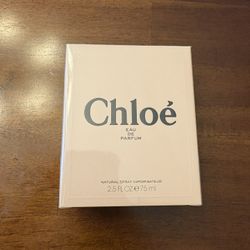 Chloé
EAU
DE
PARFUM
NATURAL SPRAY VAPORISATEUR
2.5 FL OZ e 75 ml